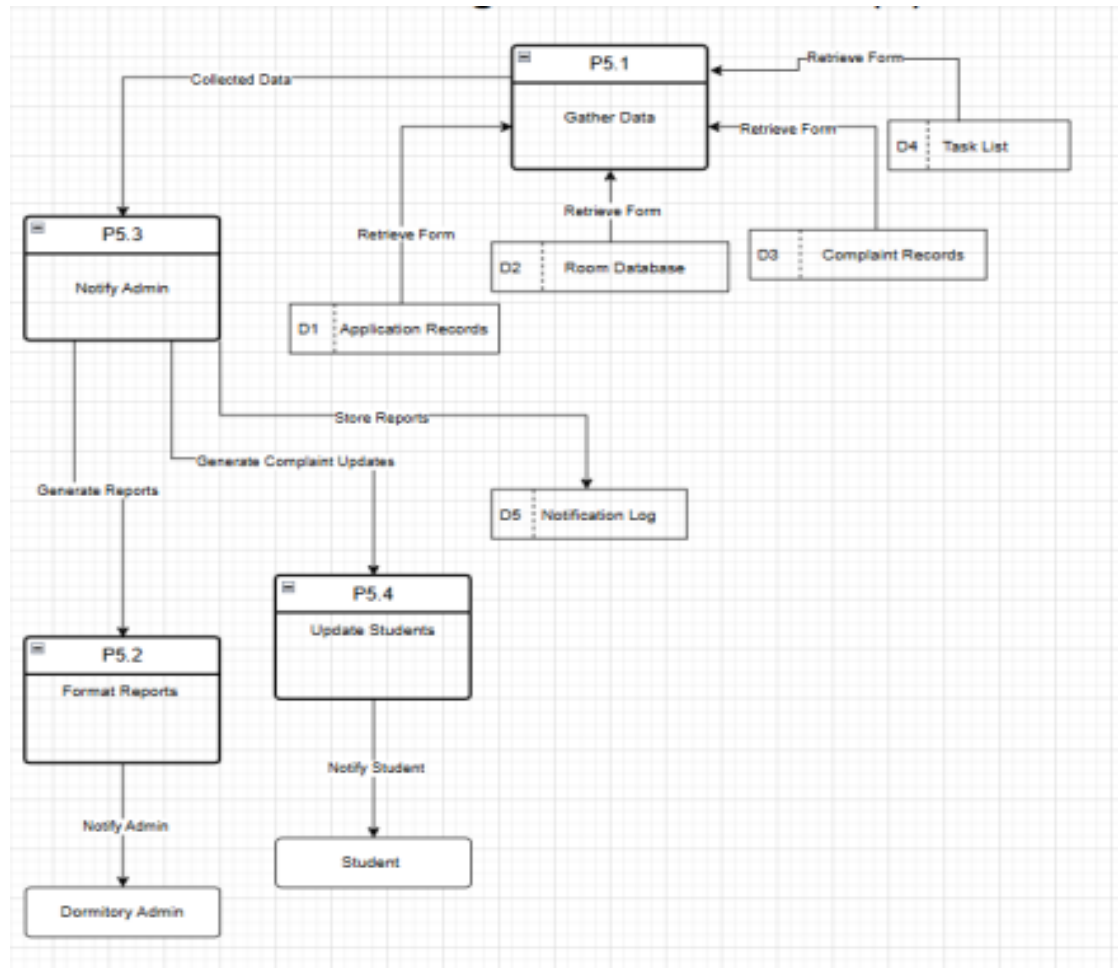 P5.1
Retrieve Form
Collected Data
Gather Data
Retrieve Form
D4 Task List
Retrieve Form
P5.3
Retrieve Form
D3 Complaint Records
D2 Room Database
Notify Admin
D1 Application Records
Store Reports
Generate Complaint Updates
Generate Reports
D5 Notification Log
P5.4
Update Students
P5.2
Format Reports
Notify Student
Notify Admin
Student
Dormitory Admin